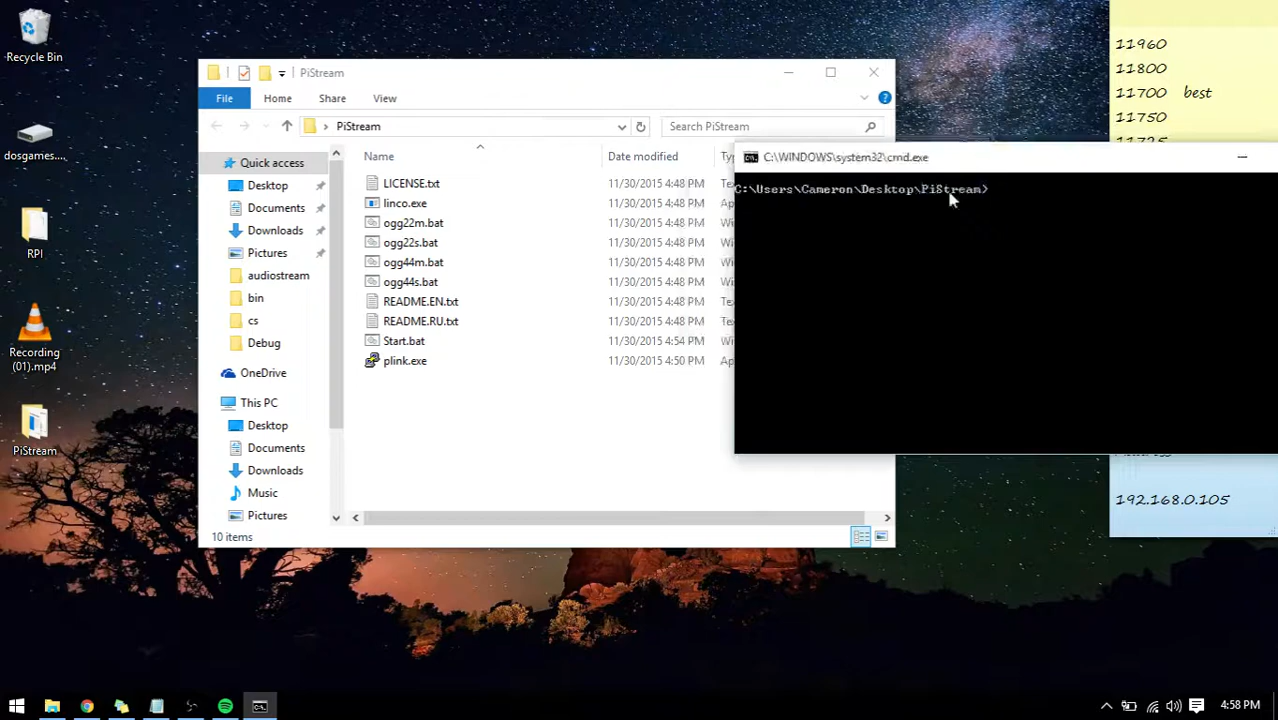 Recycle Bin
dosgames....
RPI
Recording
(01).mp4
PiStream
PiStream
File
Home
Share
View
PiStream
Search PiStream
Quick access
Desktop
Documents
Downloads
Pictures
audiostream
bin
cs
Debug
OneDrive
This PC
Desktop
Documents
Downloads
Music
Pictures
Name
Date modified
LICENSE.txt 11/30/2015 4:48 PM
linco.exe 11/30/2015 4:48 PM
ogg22m.bat 11/30/2015 4:48 PM
ogg22s.bat 11/30/2015 4:48 PM
ogg44m.bat 11/30/2015 4:48 PM
ogg44s.bat 11/30/2015 4:48 PM
README.EN.txt 11/30/2015 4:48 PM
README.RU.txt 11/30/2015 4:48 PM
Start.bat 11/30/2015 4:54 PM
plink.exe 11/30/2015 4:50 PM
10 items
C:\WINDOWS\system32\cmd.exe
C:\Users\Cameron\Desktop\PiStream>
11960
11800
11700 best
11750
192.168.0.105
4:58 PM